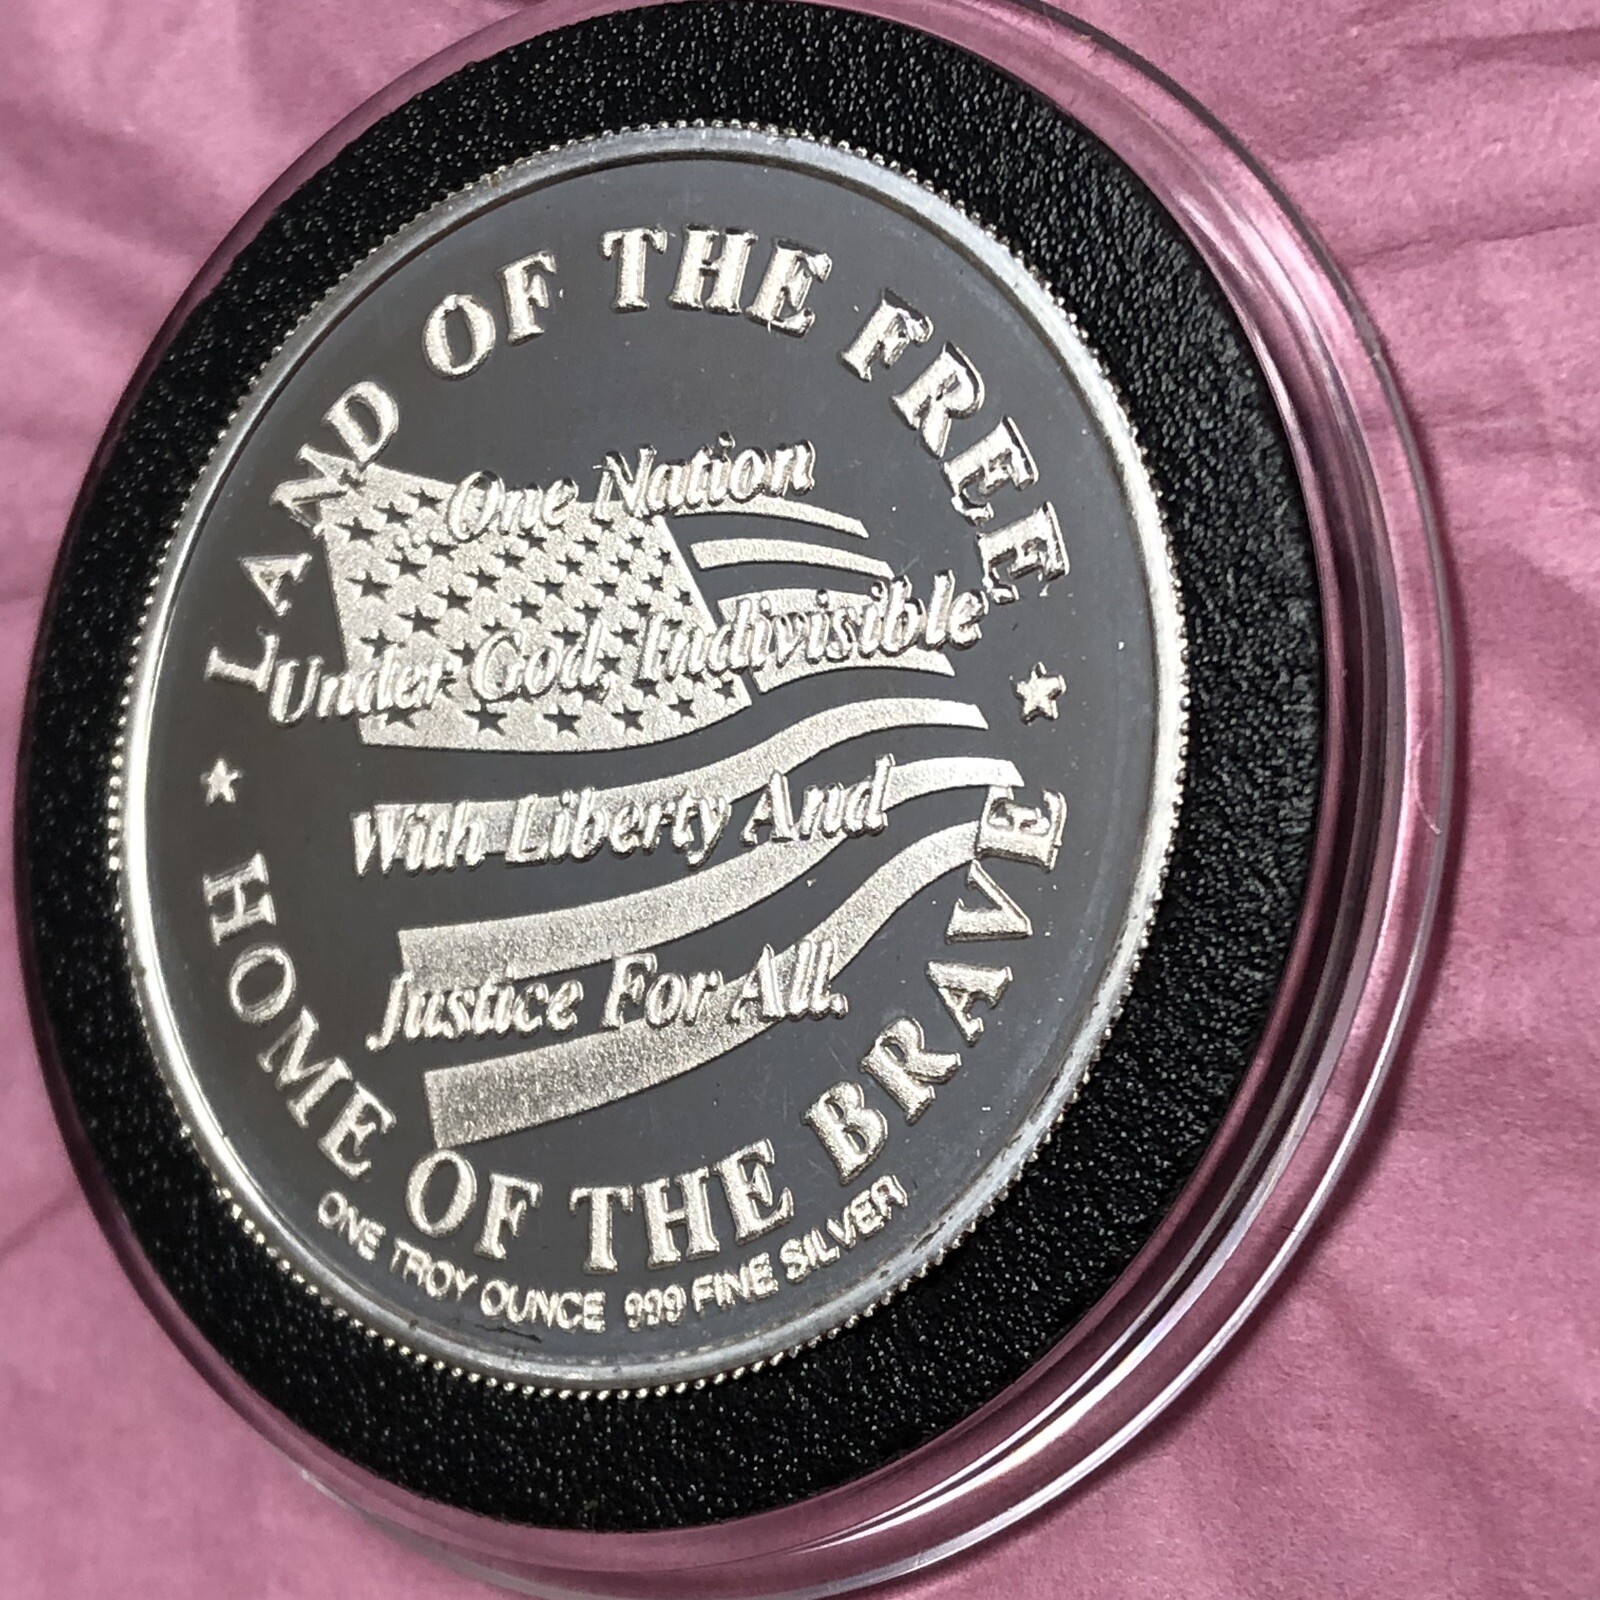 LAND OF THE FREE
...One Nation
Under God, Indivisible
With Liberty And
Justice For All.
HOME OF THE BRAVE
ONE TROY OUNCE 999 FINE SILVER